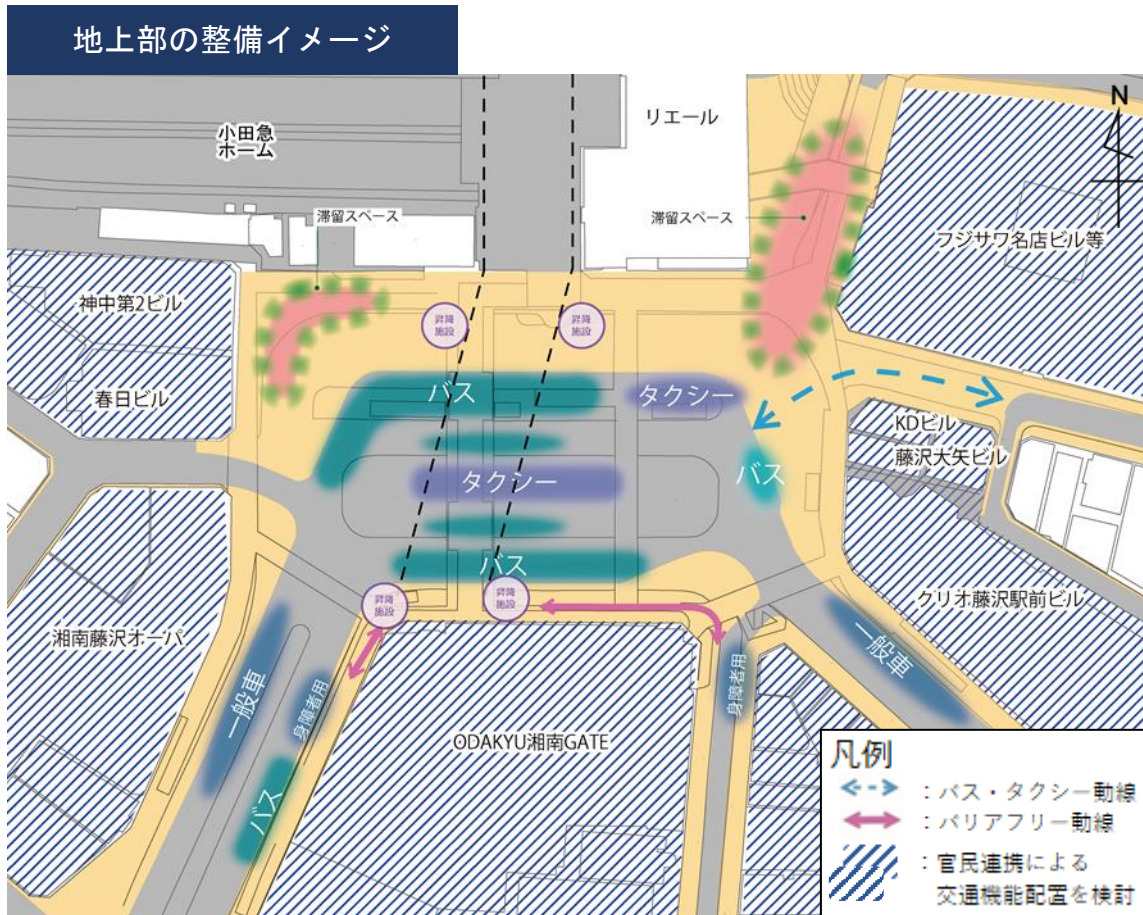 地上部の整備イメージ
N
小田急
ホーム
リエール
滞留スペース
滞留スペース
フジサワ名店ビル等
神中第2ビル
昇降
施設
昇降
施設
春日ビル
バス
タクシー
KDビル
藤沢大矢ビル
タクシー
バス
バス
昇降
施設
昇降
施設
クリオ藤沢駅前ビル
湘南藤沢オーパ
一般車
身障者用
身障者用
一般車
ODAKYU湘南GATE
バス
凡例
：バス・タクシー動線
：バリアフリー動線
：官民連携による
交通機能配置を検討